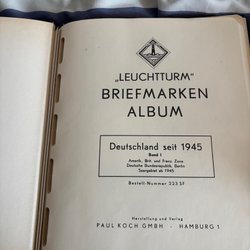 „LEUCHTTURM"
BRIEFMARKEN
ALBUM
Deutschland seit 1945
Band I
Amerik., Brit. und Franz. Zone
Deutsche Bundesrepublik, Berlin
Saargebiet ab 1945
Bestell-Nummer 323 SF
Herstellung und Verlag
PAUL KOCH GMBH · HAMBURG 1